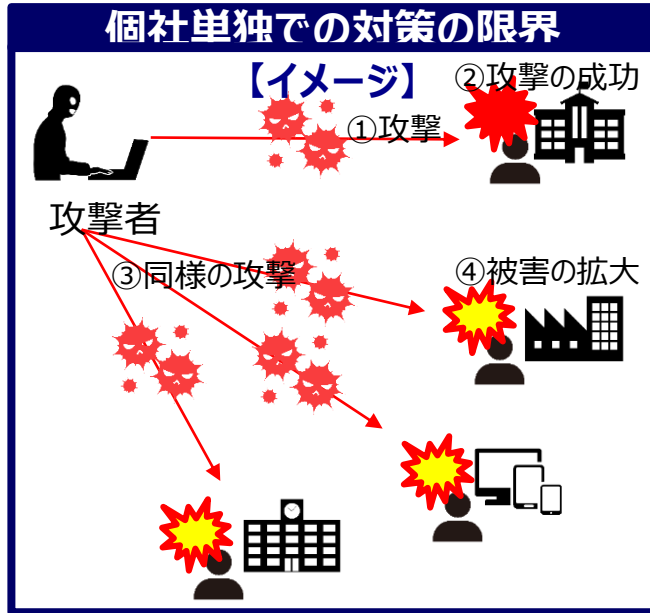 個社単独での対策の限界
【イメージ】
②攻撃の成功
①攻撃
攻撃者
③同様の攻撃
④被害の拡大